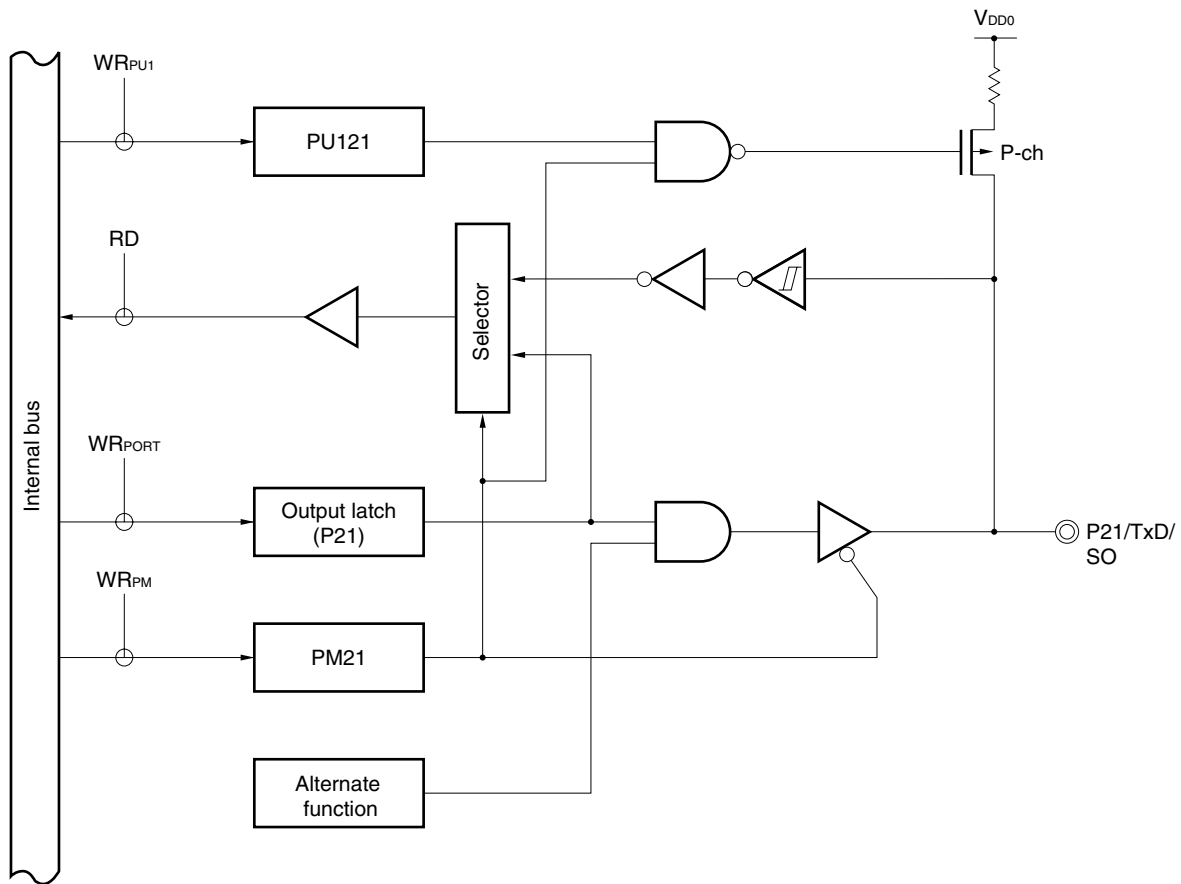 VDD0
WRPU1
PU121
P-ch
RD
Selector
Internal bus
WRPORT
Output latch
(P21)
P21/TxD/
SO
WRPM
PM21
Alternate
function